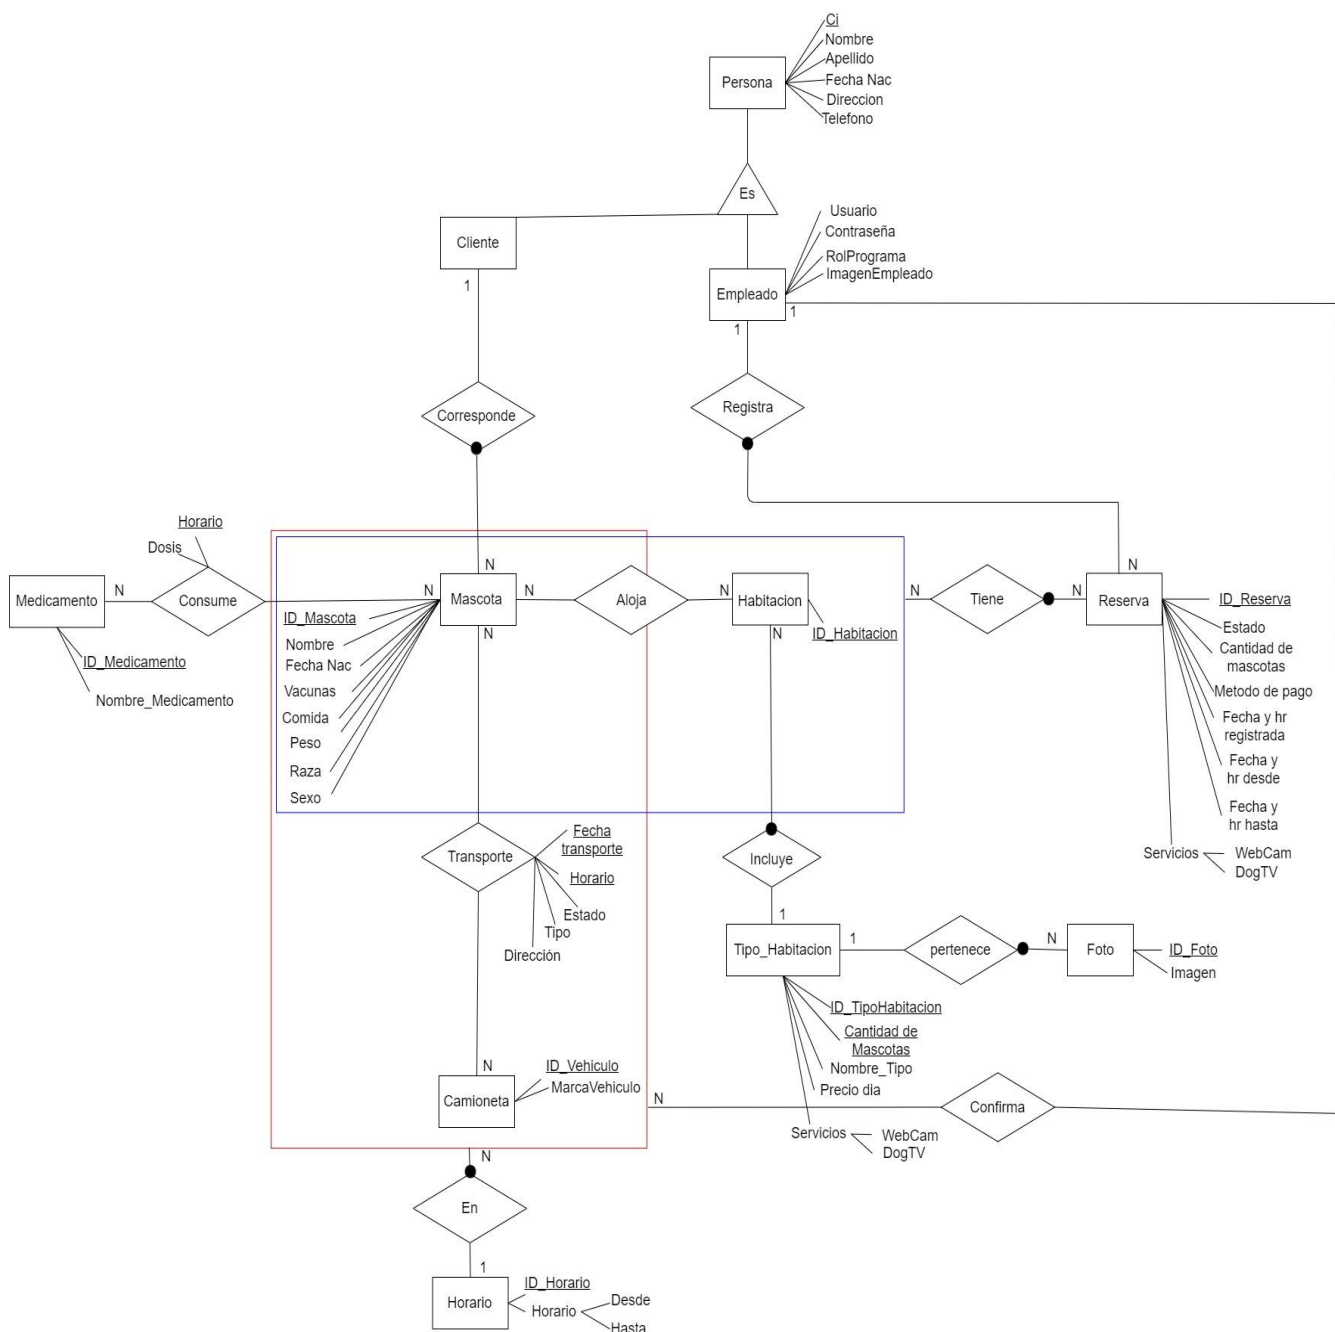 Ci
Nombre
Apellido
Fecha Nac
Direccion
Telefono
Persona
Es
Cliente
1
Usuario
Contraseña
RolPrograma
ImagenEmpleado
Empleado
1
1
Corresponde
Registra
Horario
Dosis
Medicamento
N
Consume
N
ID_Medicamento
Nombre_Medicamento
N
Mascota
N
N
ID_Mascota
Nombre
Fecha Nac
Vacunas
Comida
Peso
Raza
Sexo
Aloja
N
Habitacion
N
ID_Habitacion
N
Tiene
N
N
Reserva
ID_Reserva
Estado
Cantidad de
mascotas
Metodo de pago
Fecha y hr
registrada
Fecha y
hr desde
Fecha y
hr hasta
Servicios
WebCam
DogTV
Transporte
Fecha
transporte
Horario
Estado
Tipo
Dirección
Incluye
1
Tipo_Habitacion
1
pertenece
N
Foto
ID_Foto
Imagen
ID_TipoHabitacion
Cantidad de
Mascotas
Nombre_Tipo
Precio dia
Servicios
WebCam
DogTV
N
Camioneta
ID_Vehiculo
MarcaVehiculo
N
Confirma
N
En
1
Horario
ID_Horario
Horario
Desde
Hasta